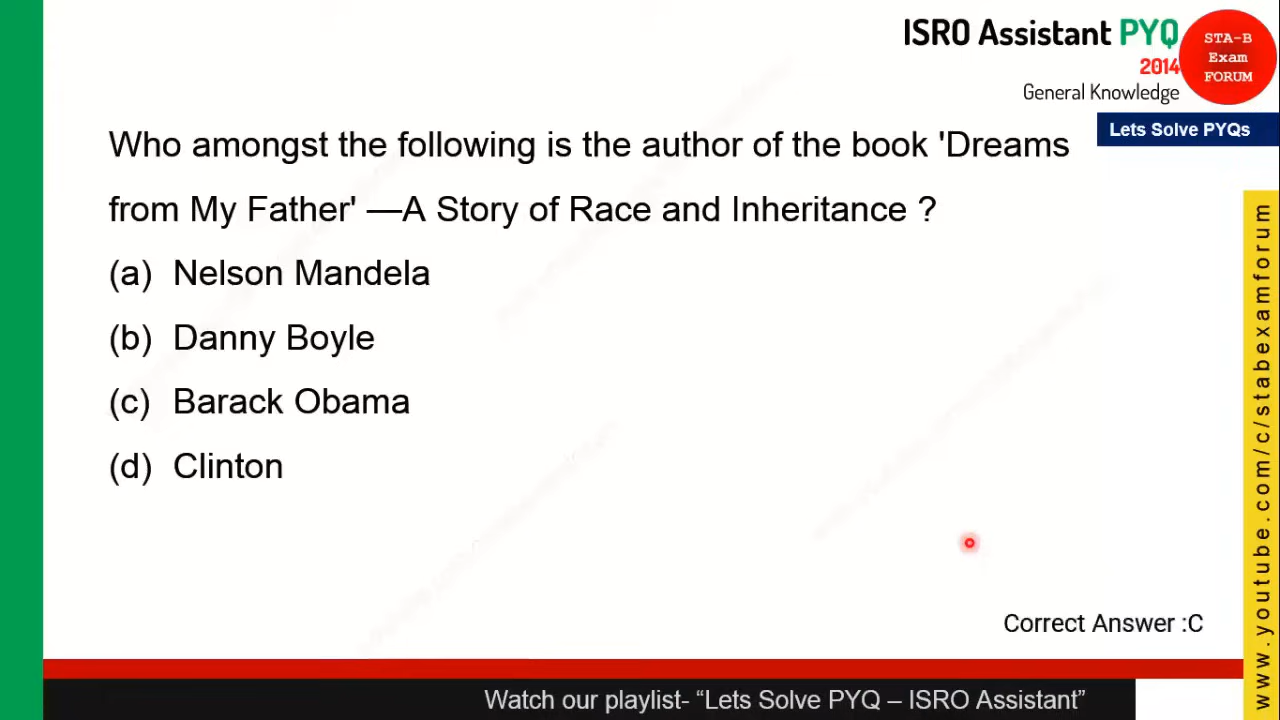 ISRO Assistant PYQ
2014
General Knowledge
STA-B
Exam
FORUM
Lets Solve PYQs
Who amongst the following is the author of the book 'Dreams
from My Father' —A Story of Race and Inheritance ?
(a) Nelson Mandela
(b) Danny Boyle
(c) Barack Obama
(d) Clinton
Correct Answer :C
www.youtube.com/c/stabexamforum
Watch our playlist- “Lets Solve PYQ – ISRO Assistant”